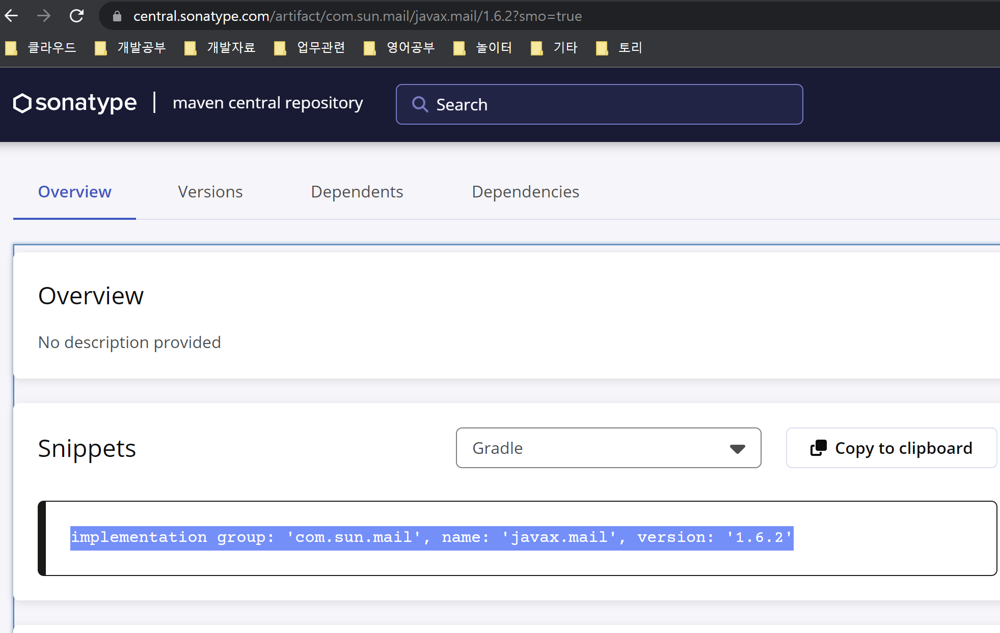 central.sonatype.com/artifact/com.sun.mail/javax.mail/1.6.2?smo=true
클라우드 개발공부 개발자료 업무관련 영어공부 놀이터 기타 토리
sonatype | maven central repository Search
Overview Versions Dependents Dependencies
Overview
No description provided
Snippets Gradle Copy to clipboard
implementation group: 'com.sun.mail', name: 'javax.mail', version: '1.6.2'